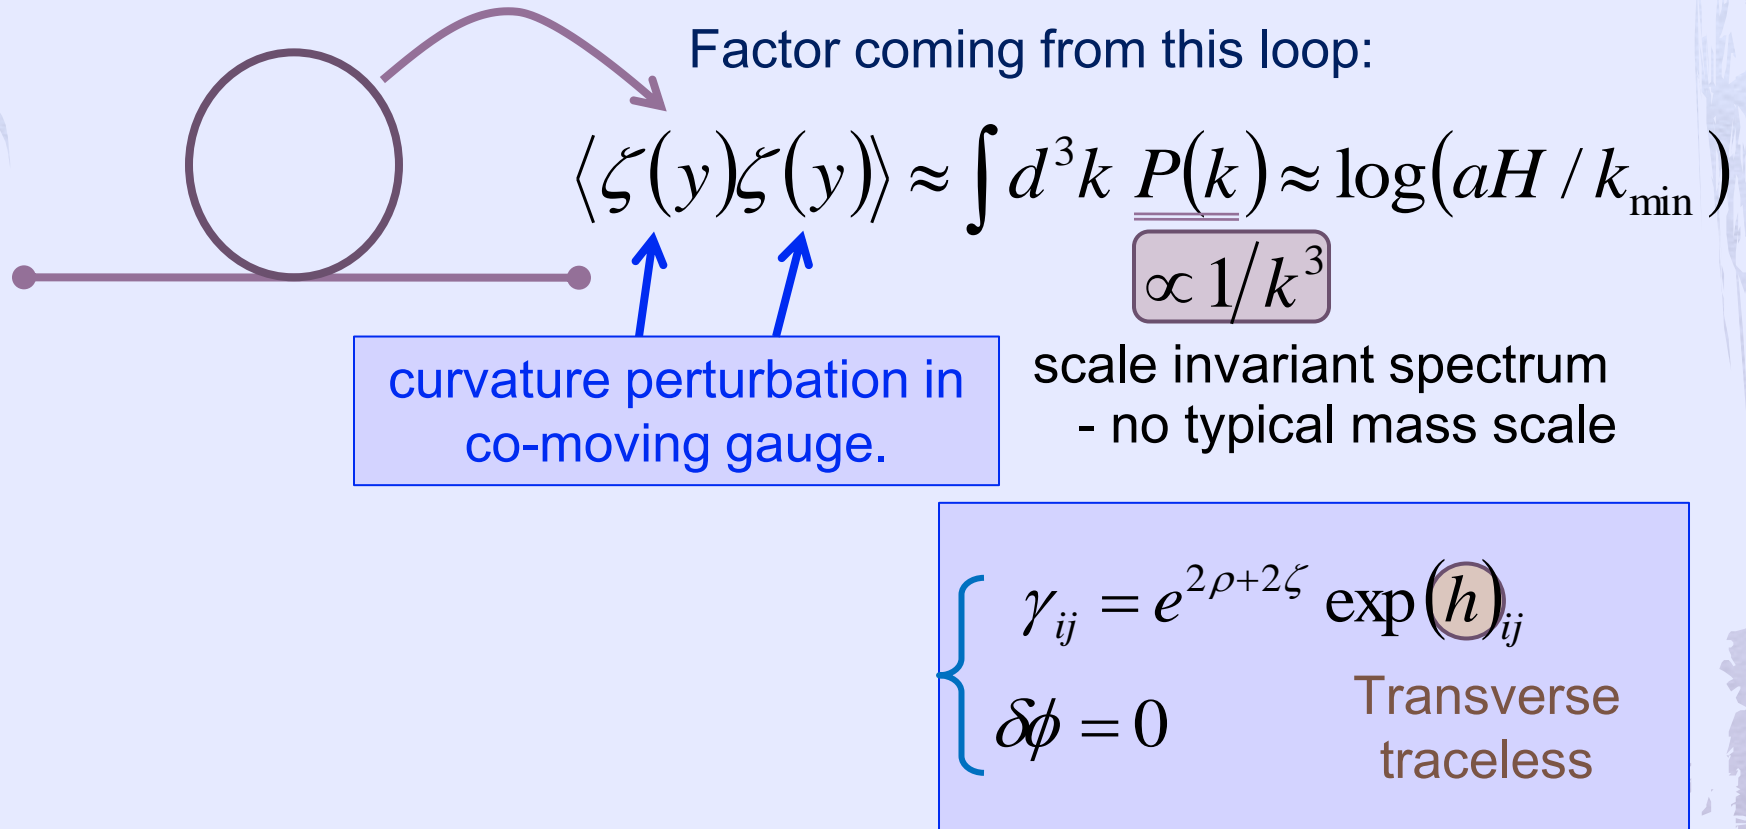 Factor coming from this loop:
⟨ζ(y)ζ(y)⟩ ≈ ∫ d³k P(k) ≈ log(aH / k_min)
∝ 1/k³
curvature perturbation in
co-moving gauge.
scale invariant spectrum
- no typical mass scale
γ_ij = e^{2ρ+2ζ} exp(h)_ij
δϕ = 0
Transverse
traceless